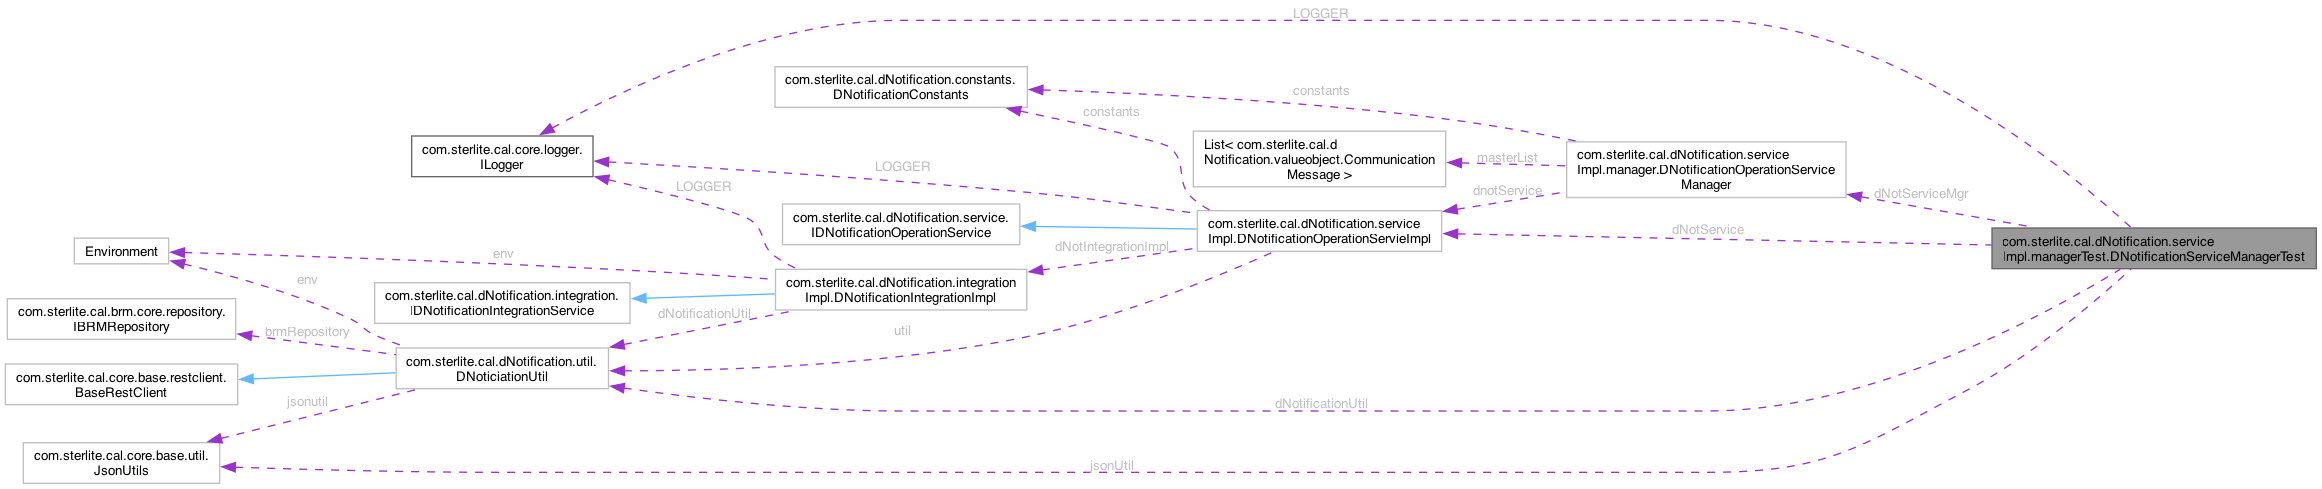 LOGGER
com.sterlite.cal.dNotification.constants.
DNotificationConstants
constants
constants
com.sterlite.cal.core.logger.
ILogger
List< com.sterlite.cal.d
Notification.valueobject.Communication
Message >
masterList
com.sterlite.cal.dNotification.service
Impl.manager.DNotificationOperationService
Manager
LOGGER
LOGGER
dnotService
dNotServiceMgr
com.sterlite.cal.dNotification.service.
IDNotificationOperationService
com.sterlite.cal.dNotification.service
Impl.DNotificationOperationServieImpl
dNotService
com.sterlite.cal.dNotification.service
Impl.managerTest.DNotificationServiceManagerTest
Environment
env
dNotIntegrationImpl
env
com.sterlite.cal.dNotification.integration.
IDNotificationIntegrationService
com.sterlite.cal.dNotification.integration
Impl.DNotificationIntegrationImpl
com.sterlite.cal.brm.core.repository.
IBRMRepository
brmRepository
dNotificationUtil
util
com.sterlite.cal.dNotification.util.
DNoticiationUtil
com.sterlite.cal.core.base.restclient.
BaseRestClient
jsonutil
dNotificationUtil
com.sterlite.cal.core.base.util.
JsonUtils
jsonUtil